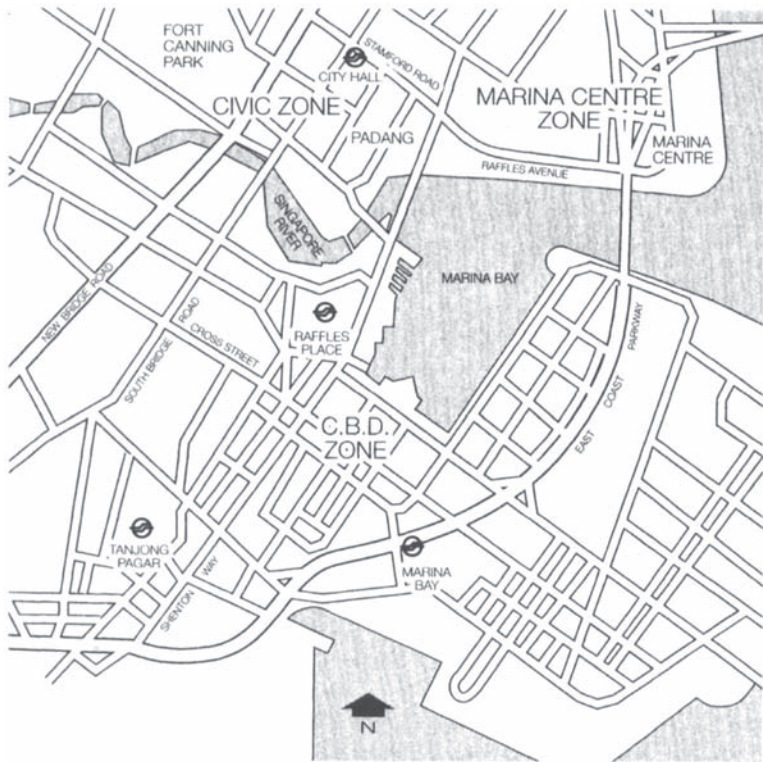 FORT
CANNING
PARK
STAMFORD ROAD
CITY HALL
CIVIC ZONE
MARINA CENTRE
ZONE
PADANG
MARINA
CENTRE
RAFFLES AVENUE
SINGAPORE
RIVER
MARINA BAY
NEW BRIDGE ROAD
SOUTH BRIDGE ROAD
CROSS STREET
RAFFLES
PLACE
EAST COAST PARKWAY
C.B.D.
ZONE
TANJONG
PAGAR
SHENTON WAY
MARINA
BAY
N